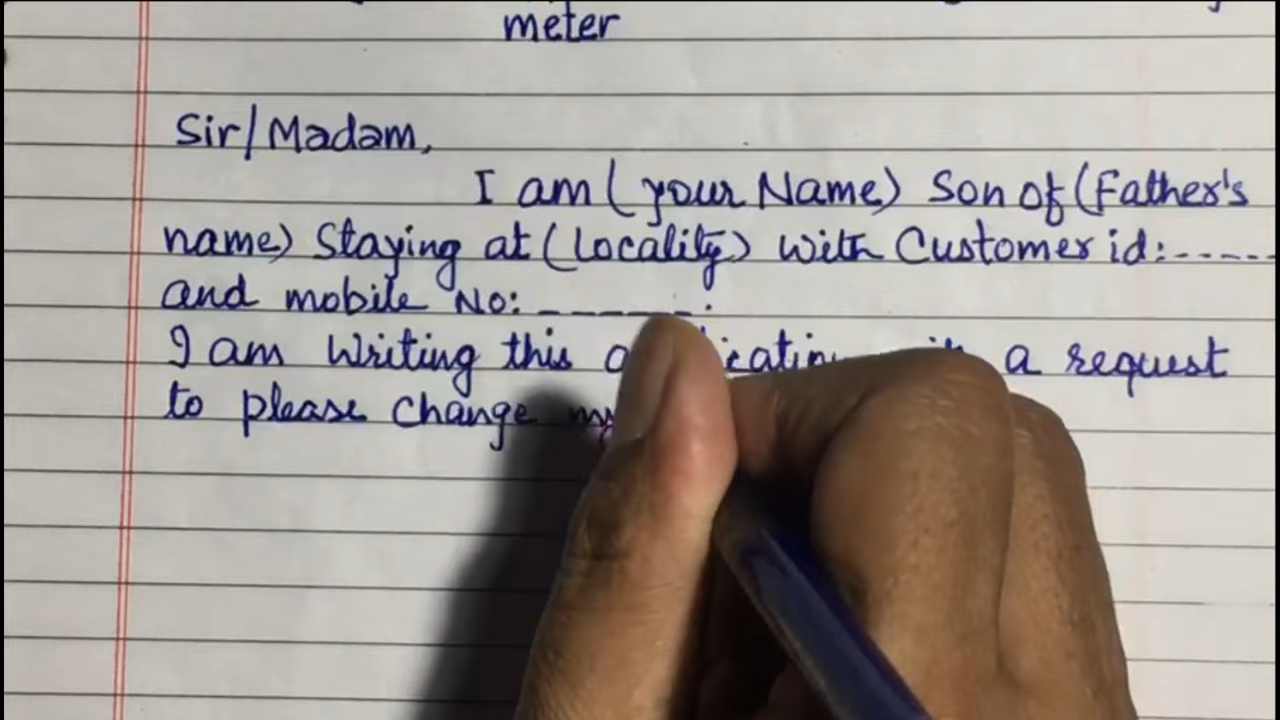 meter
Sir/Madam,
I am (your Name) Son of (Father's
name) Staying at (locality) with Customer id:-----
and mobile No: ------.
I am writing this a request
to please change my